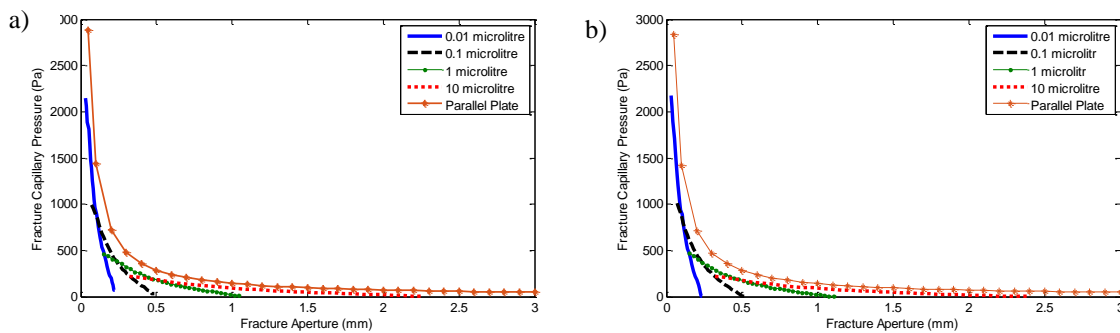 a)
3000
2500
2000
1500
1000
500
0
Fracture Capillary Pressure (Pa)
0 0.5 1 1.5 2 2.5 3
Fracture Aperture (mm)
0.01 microlitre
0.1 microlitre
1 microlitre
10 microlitre
Parallel Plate
b)
3000
2500
2000
1500
1000
500
0
Fracture Capillary Pressure (Pa)
0 0.5 1 1.5 2 2.5 3
Fracture Aperture (mm)
0.01 microlitre
0.1 microlitr
1 microlitr
10 microlitre
Parallel Plate